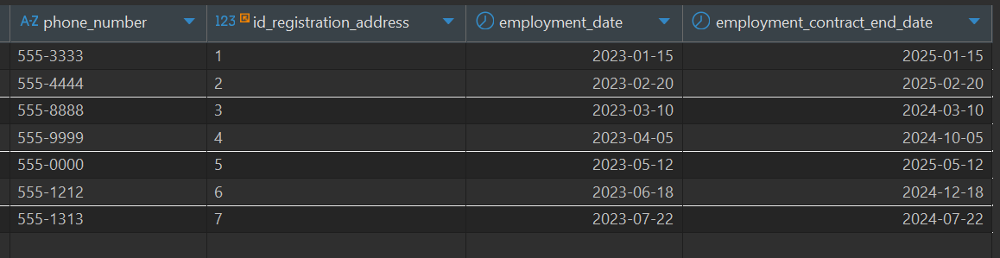 A-Z phone_number 123 id_registration_address employment_date employment_contract_end_date
555-3333 1 2023-01-15 2025-01-15
555-4444 2 2023-02-20 2025-02-20
555-8888 3 2023-03-10 2024-03-10
555-9999 4 2023-04-05 2024-10-05
555-0000 5 2023-05-12 2025-05-12
555-1212 6 2023-06-18 2024-12-18
555-1313 7 2023-07-22 2024-07-22